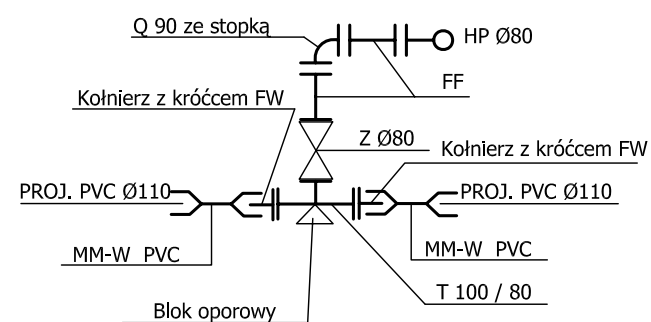 Q 90 ze stopką
HP Ø80
FF
Kołnierz z króćcem FW
Z Ø80
Kołnierz z króćcem FW
PROJ. PVC Ø110
PROJ. PVC Ø110
MM-W PVC
MM-W PVC
T 100 / 80
Blok oporowy